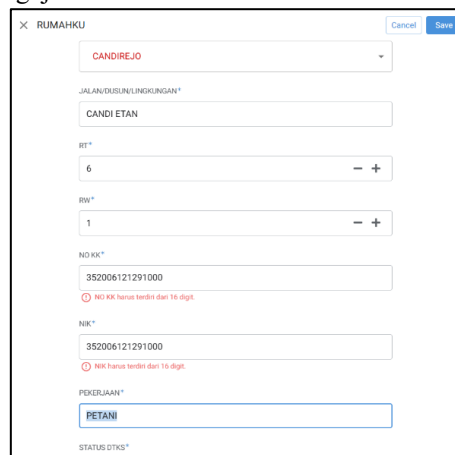 RUMAHKU
Cancel
Save
CANDIREJO
JALAN/DUSUN/LINGKUNGAN*
CANDI ETAN
RT*
6
RW*
1
NO KK*
352006121291000
NO KK harus terdiri dari 16 digit.
NIK*
352006121291000
NIK harus terdiri dari 16 digit.
PEKERJAAN*
PETANI
STATUS DTKS*